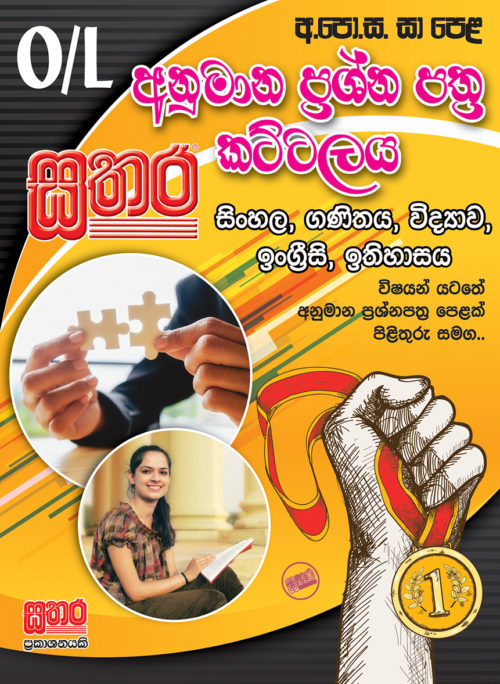 අ.පො.ස. සා පෙළ
O/L
අනුමාන ප්‍රශ්න පත්‍ර
කට්ටලය
සතර
සිංහල, ගණිතය, විද්‍යාව,
ඉංග්‍රීසි, ඉතිහාසය
විෂයන් යටතේ
අනුමාන ප්‍රශ්නපත්‍ර පෙළක්
පිළිතුරු සමග..
1
සතර
සතර
ප්‍රකාශනයකි